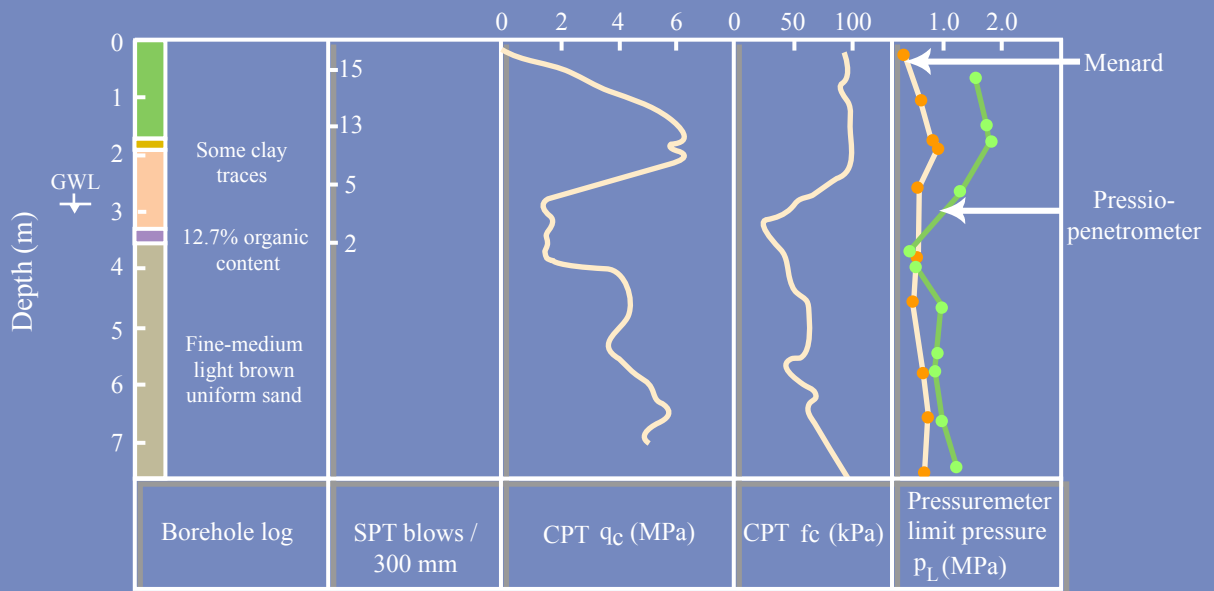 0 2 4 6 0 50 100 1.0 2.0
0
15
Menard
1
13
Some clay
traces
2
GWL
5
Pressio-
penetrometer
3
12.7% organic
content
2
4
Depth (m)
5
Fine-medium
light brown
uniform sand
6
7
Borehole log
SPT blows /
300 mm
CPT qc (MPa)
CPT fc (kPa)
Pressuremeter
limit pressure
pL (MPa)